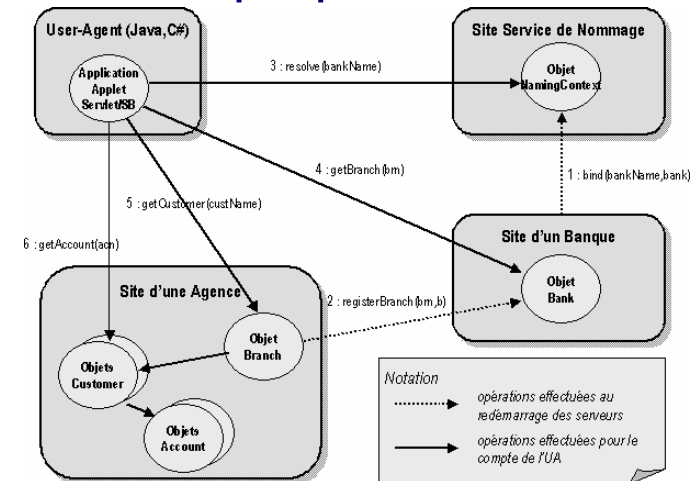 User-Agent (Java,C#)
Application
Applet
Servlet/SB
Site Service de Nommage
Objet
NamingContext
3 : resolve(bankName)
4 : getBranch(brn)
1 : bind(bankName,bank)
5 : getCustomer(custName)
6 : getAccount(acn)
Site d'un Banque
Objet
Bank
Site d'une Agence
2 : registerBranch(brn,b)
Objet
Branch
Objets
Customer
Objets
Account
Notation
opérations effectuées au
redémarrage des serveurs
opérations effectuées pour le
compte de l'UA